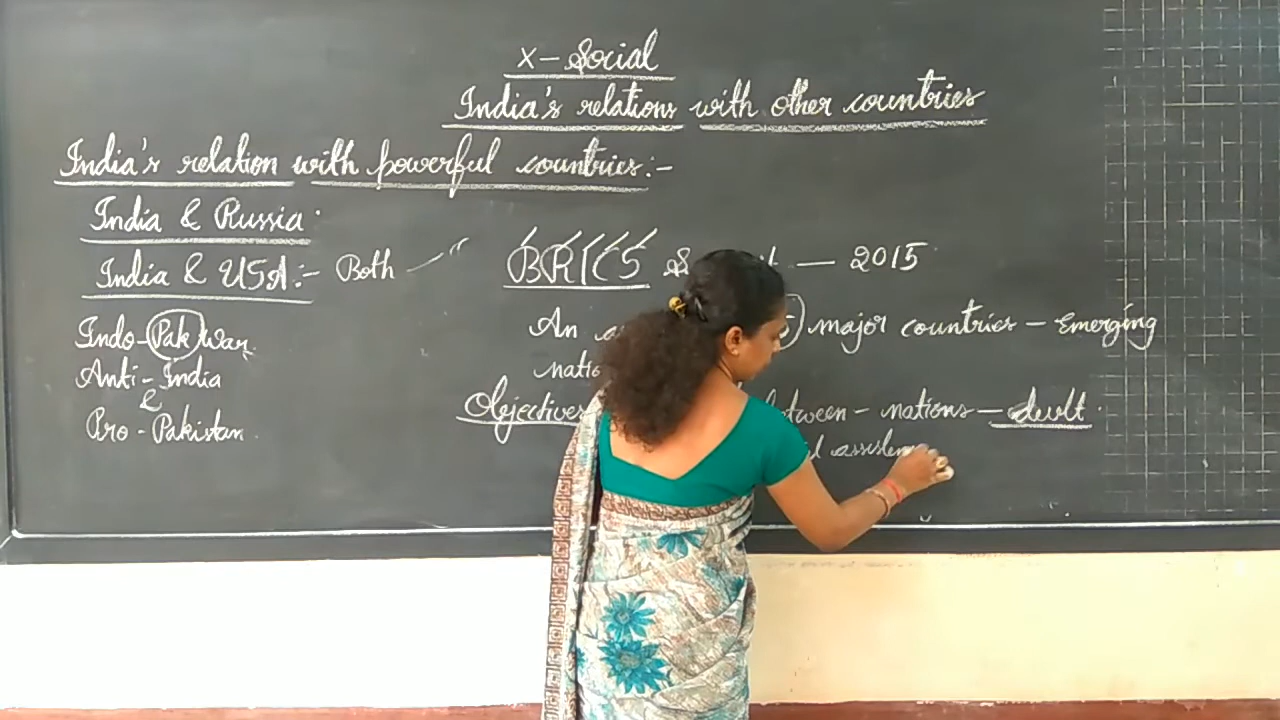 X - Social
India's relations with other countries
India's relation with powerful countries:-
India & Russia.
India & USA:- Both
Indo-Pak War.
Anti-India
&
Pro-Pakistan.
BRICS — 2015
An major countries - Emerging
Objectives between - nations -